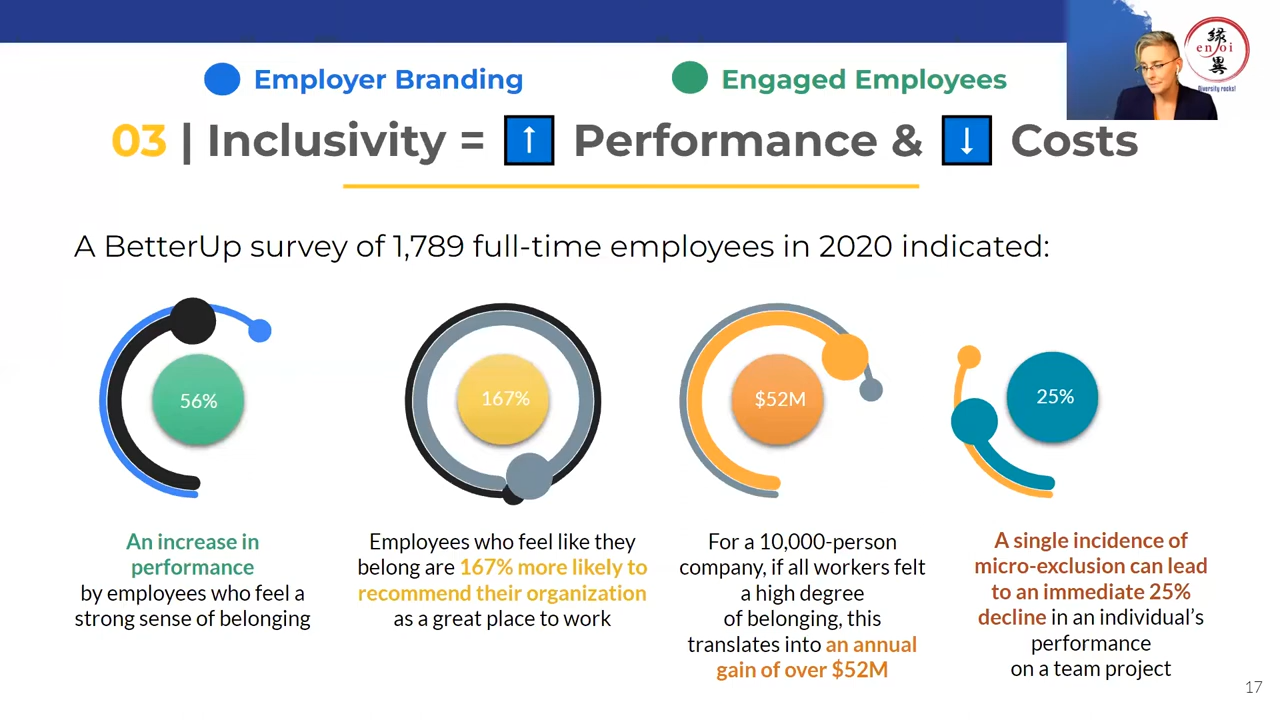 緣
enjoi
異
Diversity rocks!
Employer Branding
Engaged Employees
03 | Inclusivity = ↑ Performance & ↓ Costs
A BetterUp survey of 1,789 full-time employees in 2020 indicated:
56%
167%
$52M
25%
An increase in
performance
by employees who feel a
strong sense of belonging
Employees who feel like they
belong are 167% more likely to
recommend their organization
as a great place to work
For a 10,000-person
company, if all workers felt
a high degree
of belonging, this
translates into an annual
gain of over $52M
A single incidence of
micro-exclusion can lead
to an immediate 25%
decline in an individual’s
performance
on a team project
17